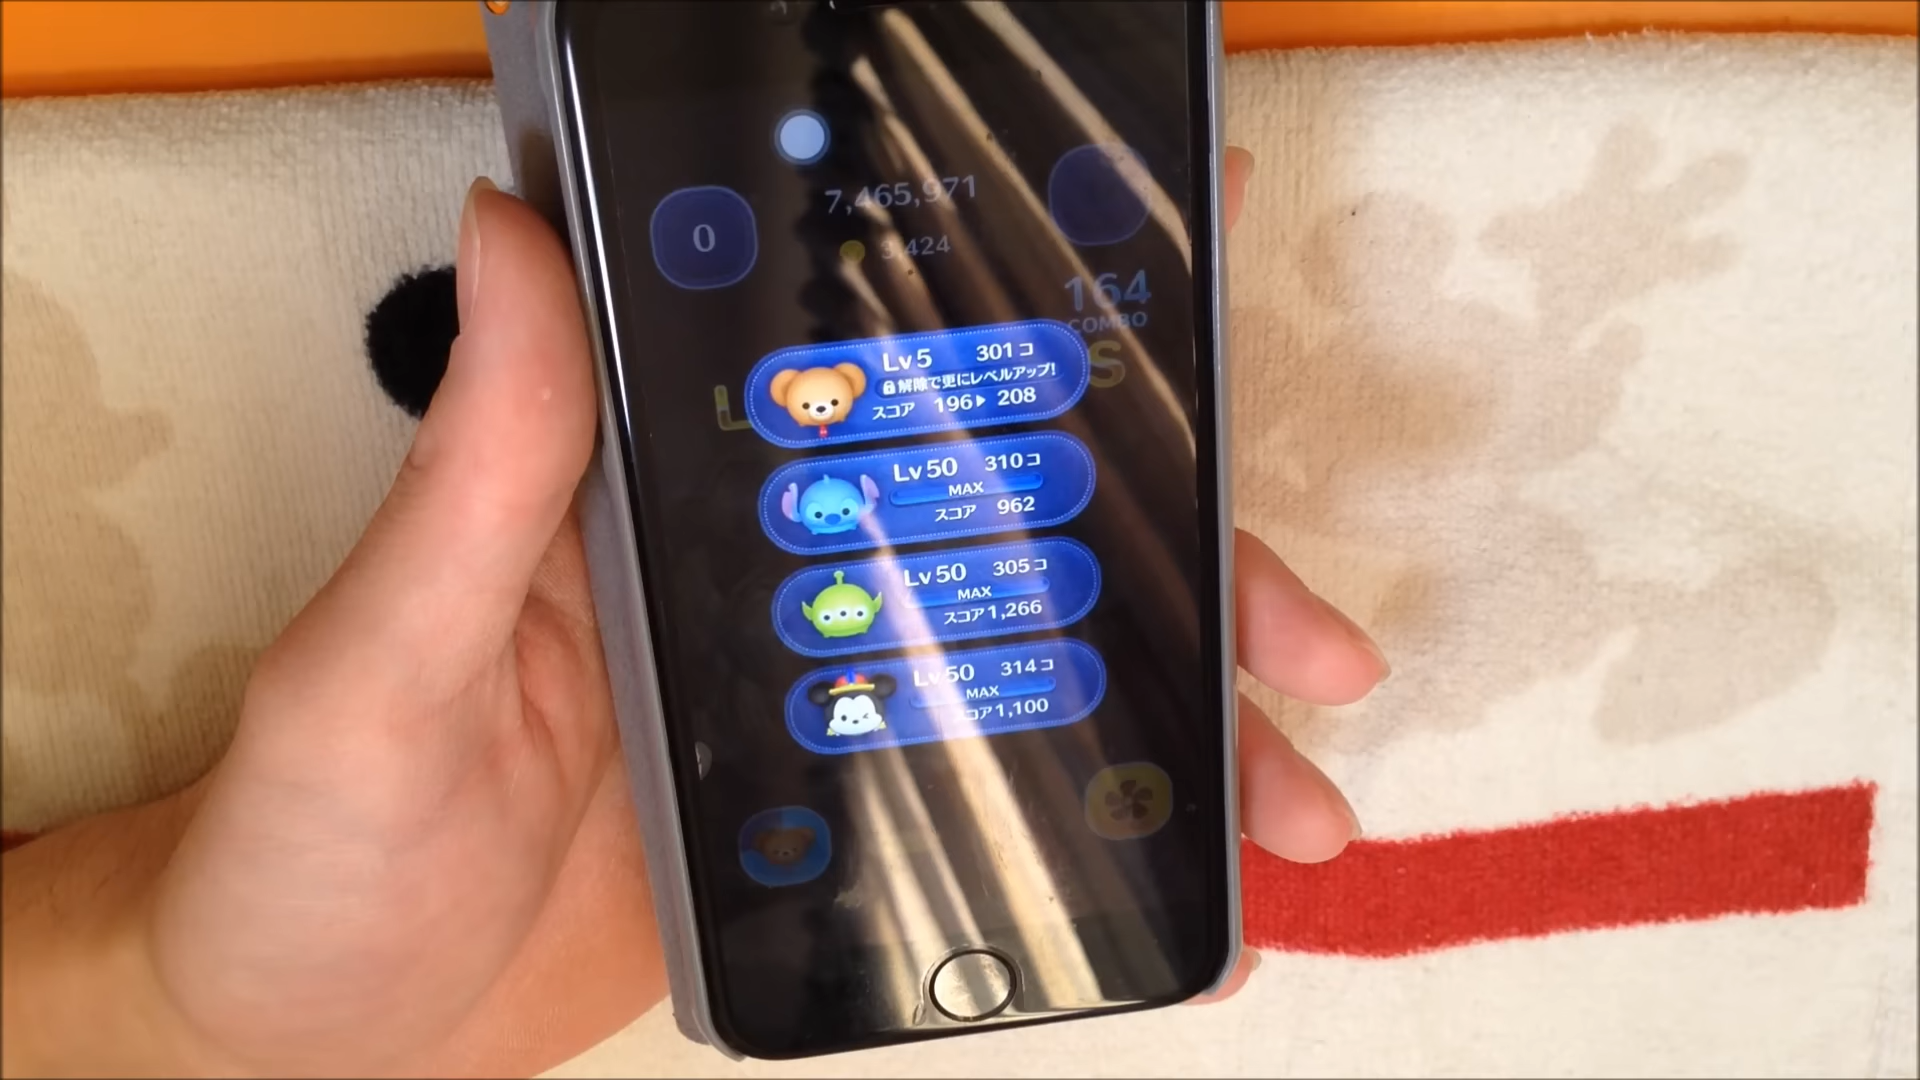 7,465,971
0
3,424
164
COMBO
Lv5 301コ
解除で更にレベルアップ!
スコア 196▶ 208
Lv50 310コ
MAX
スコア 962
Lv50 305コ
MAX
スコア1,266
Lv50 314コ
MAX
スコア1,100